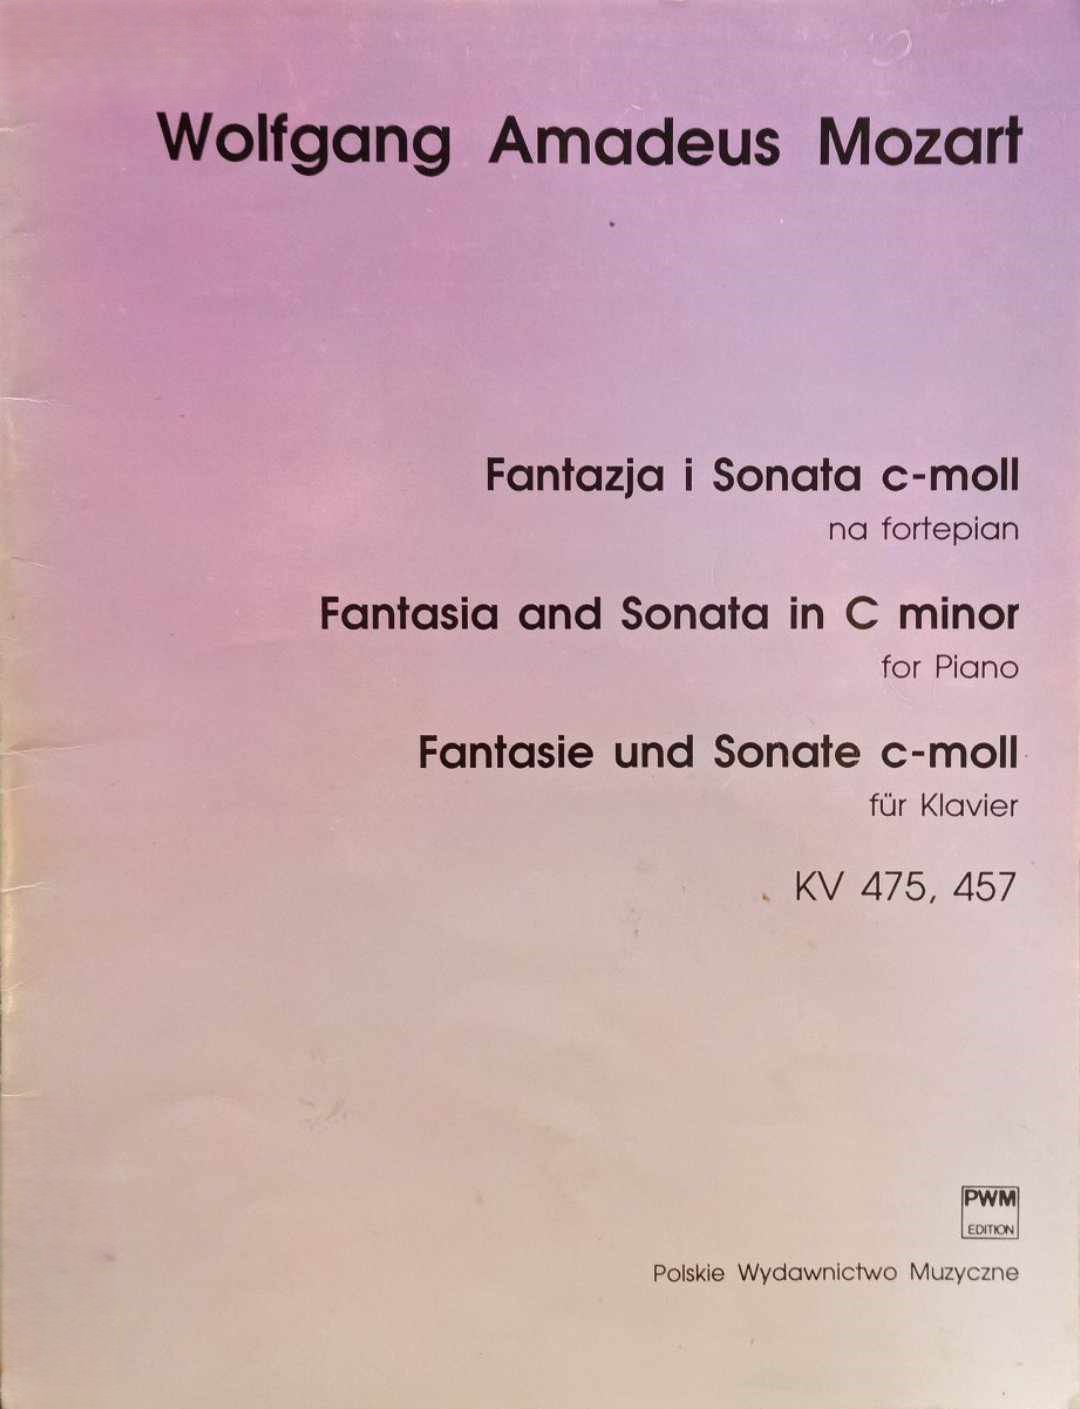 Wolfgang Amadeus Mozart
Fantazja i Sonata c-moll
na fortepian
Fantasia and Sonata in C minor
for Piano
Fantasie und Sonate c-moll
für Klavier
KV 475, 457
PWM
EDITION
Polskie Wydawnictwo Muzyczne